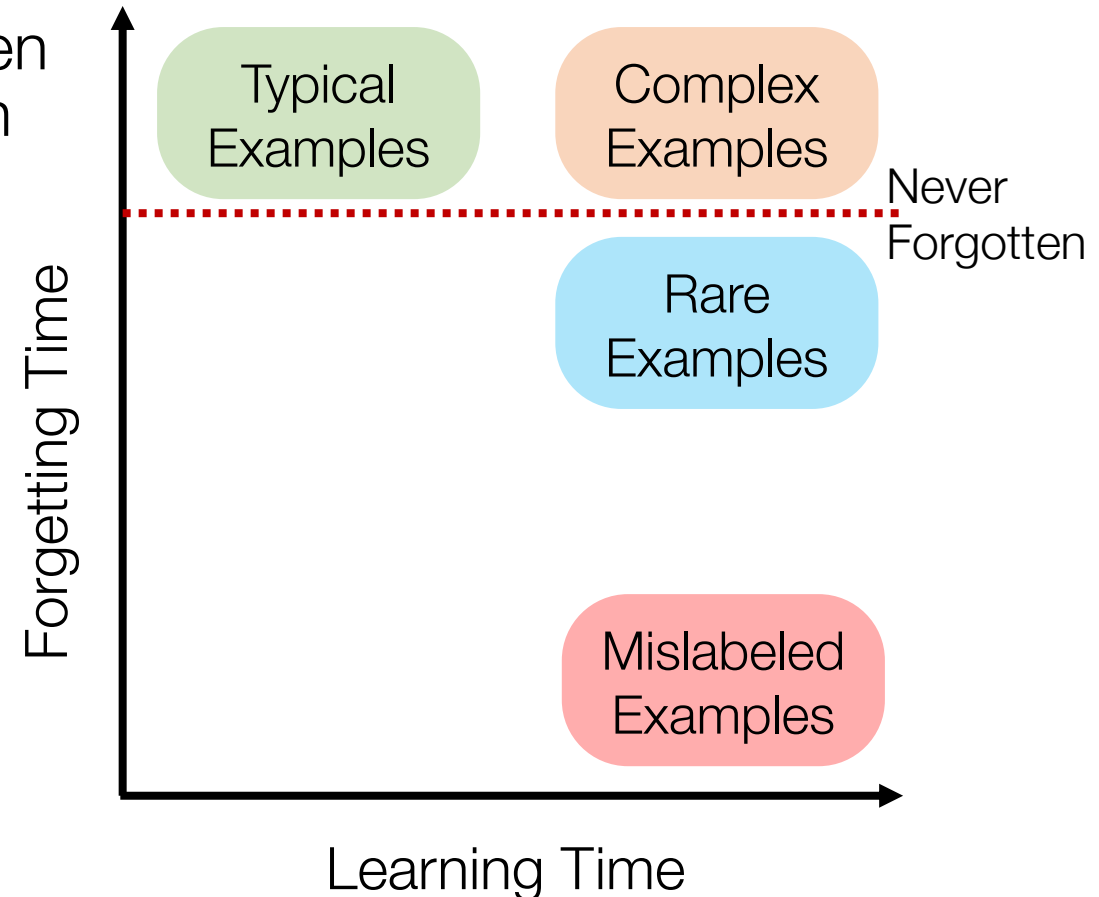 Typical
Examples
Complex
Examples
Never
Forgotten
Rare
Examples
Mislabeled
Examples
Forgetting Time
Learning Time